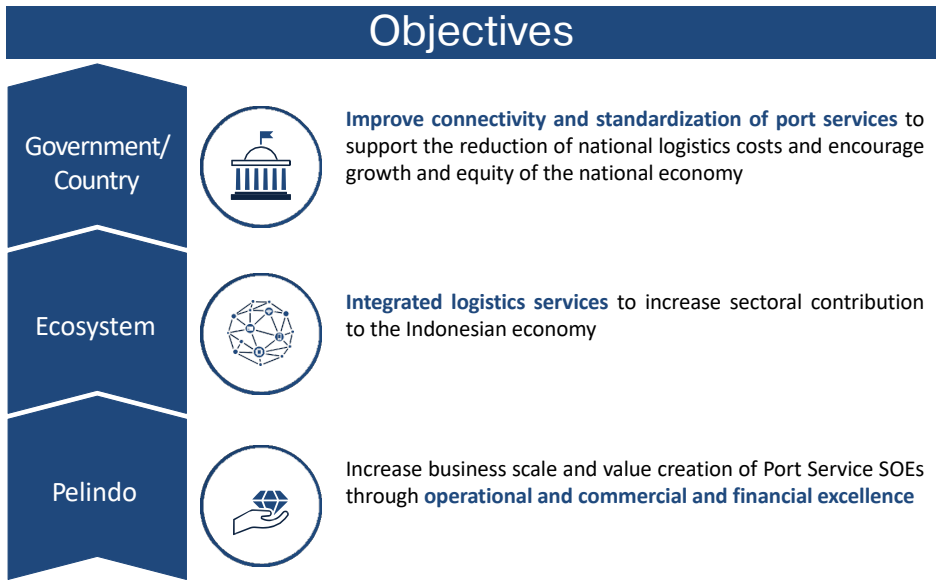 Objectives
Government/
Country
Improve connectivity and standardization of port services to
support the reduction of national logistics costs and encourage
growth and equity of the national economy
Ecosystem
Integrated logistics services to increase sectoral contribution
to the Indonesian economy
Pelindo
Increase business scale and value creation of Port Service SOEs
through operational and commercial and financial excellence